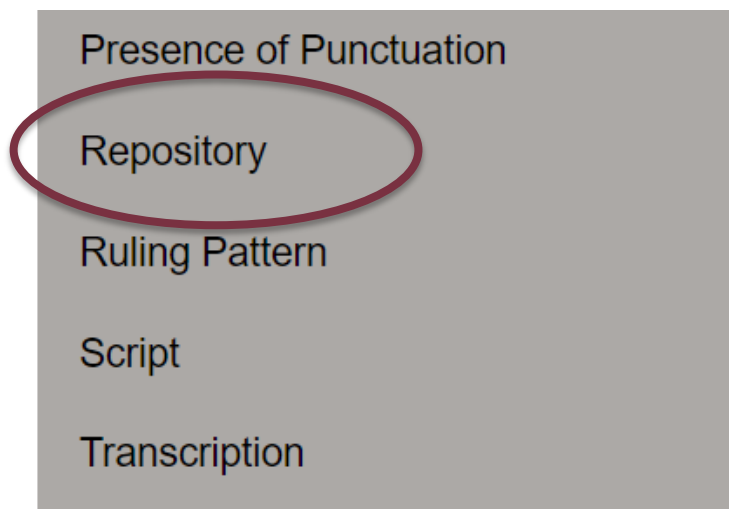 Presence of Punctuation
Repository
Ruling Pattern
Script
Transcription